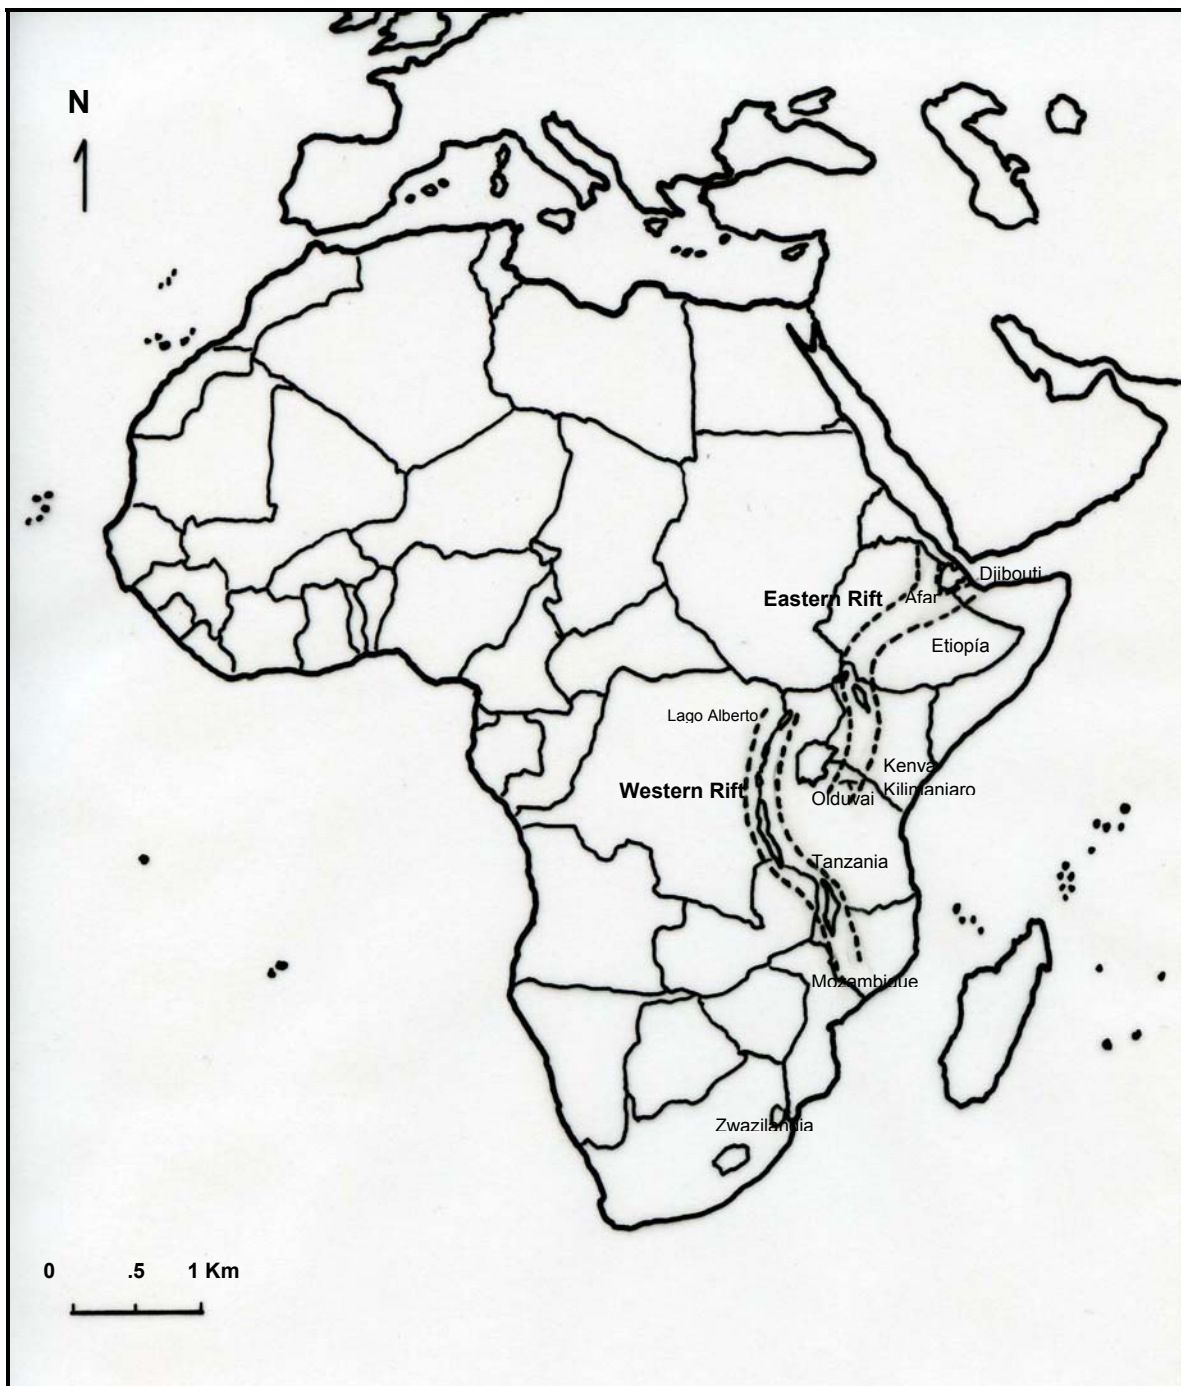 N
Djibouti
Eastern Rift
Afar
Etiopía
Lago Alberto
Kenya
Western Rift
Kilimanjaro
Olduvai
Tanzania
Mozambique
Zwazilandia
0 .5 1 Km